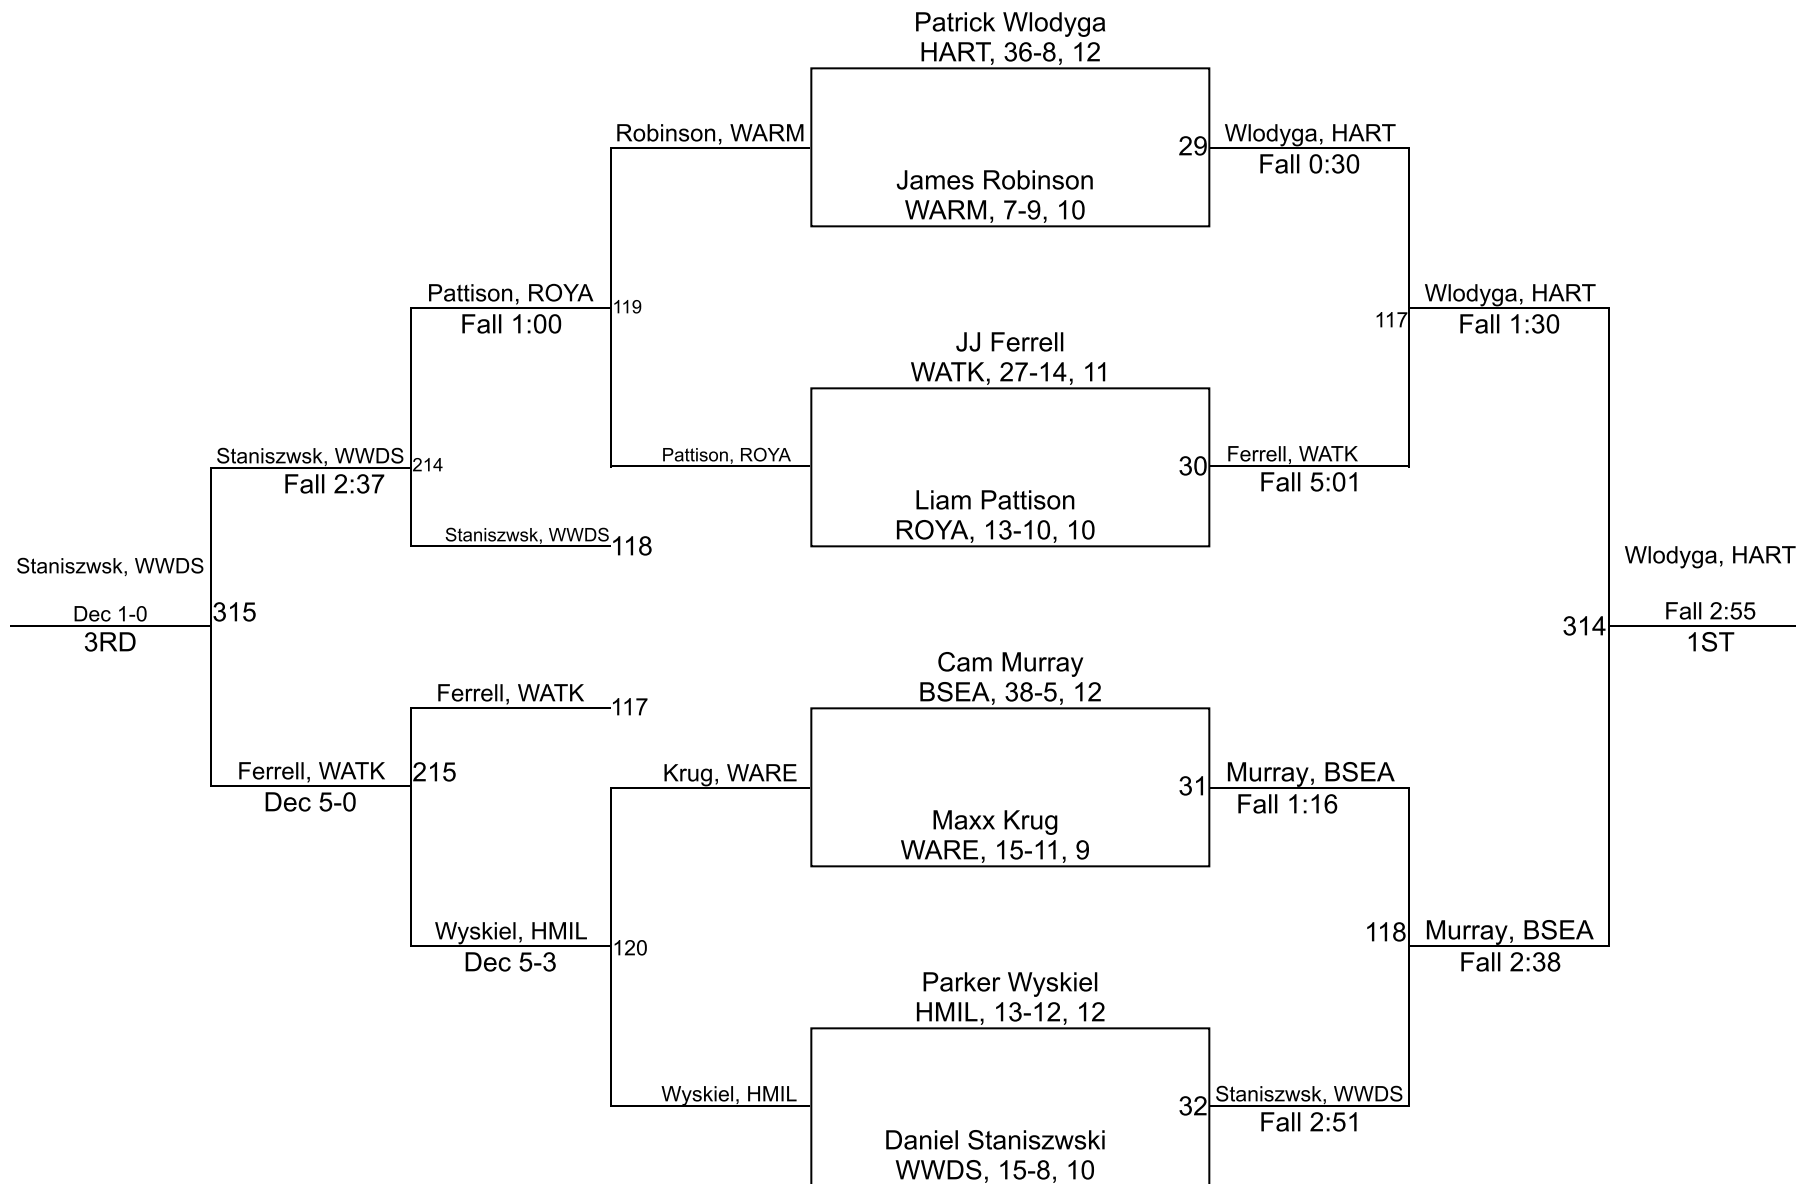 Patrick Wlodyga
HART, 36-8, 12
Robinson, WARM
29
Wlodyga, HART
Fall 0:30
James Robinson
WARM, 7-9, 10
Pattison, ROYA
Fall 1:00
119
Wlodyga, HART
117
Fall 1:30
JJ Ferrell
WATK, 27-14, 11
Staniszwsk, WWDS
214
Fall 2:37
Pattison, ROYA
30
Ferrell, WATK
Fall 5:01
Liam Pattison
ROYA, 13-10, 10
Staniszwsk, WWDS
118
Staniszwsk, WWDS
Dec 1-0
3RD
315
Wlodyga, HART
314
Fall 2:55
1ST
Cam Murray
BSEA, 38-5, 12
Ferrell, WATK
117
Ferrell, WATK
215
Dec 5-0
Krug, WARE
31
Murray, BSEA
Fall 1:16
Maxx Krug
WARE, 15-11, 9
Wyskiel, HMIL
120
Dec 5-3
118
Murray, BSEA
Fall 2:38
Parker Wyskiel
HMIL, 13-12, 12
Wyskiel, HMIL
32
Staniszwsk, WWDS
Fall 2:51
Daniel Staniszwski
WWDS, 15-8, 10